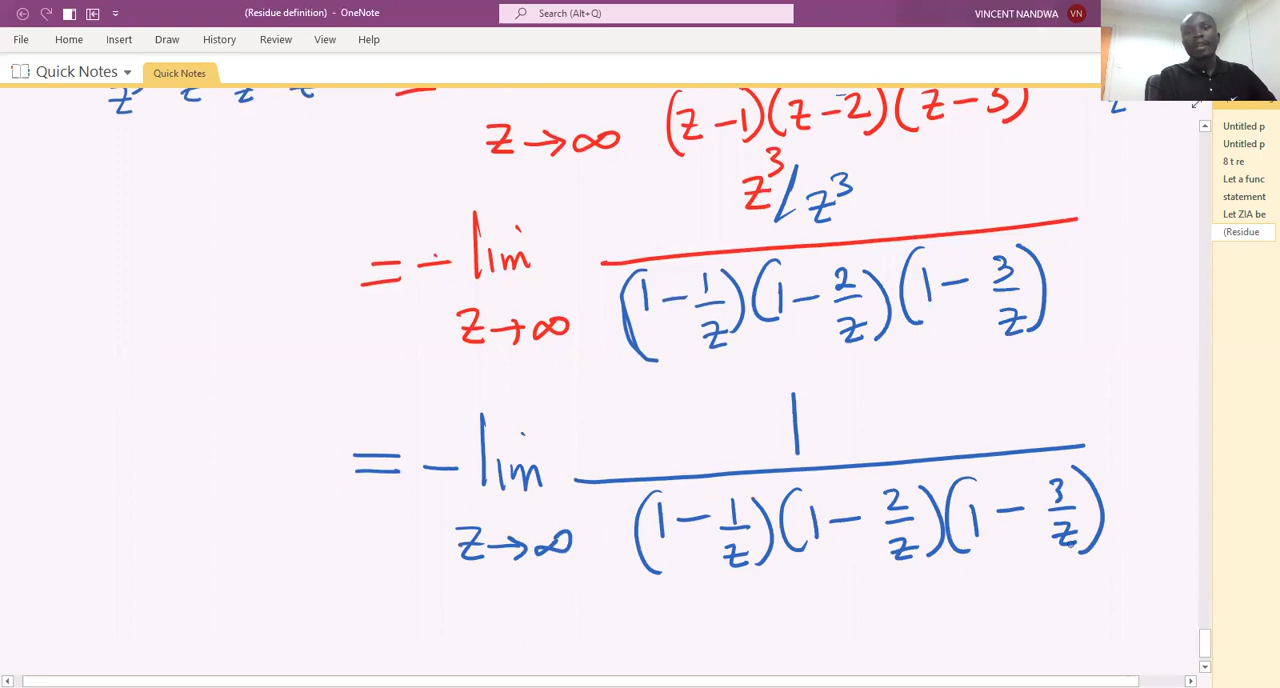 (Residue definition) - OneNote
Search (Alt+Q)
VINCENT NANDWA VN
File Home Insert Draw History Review View Help
Quick Notes
Quick Notes
Untitled p
Untitled p
8 t re
Let a func
statement
Let ZIA be
(Residue
=
z→∞ (z-1)(z-2)(z-3)
= - lim z³/z³
z→∞ (1 - 1/z)(1 - 2/z)(1 - 3/z)
= - lim 1
z→∞ (1 - 1/z)(1 - 2/z)(1 - 3/z)